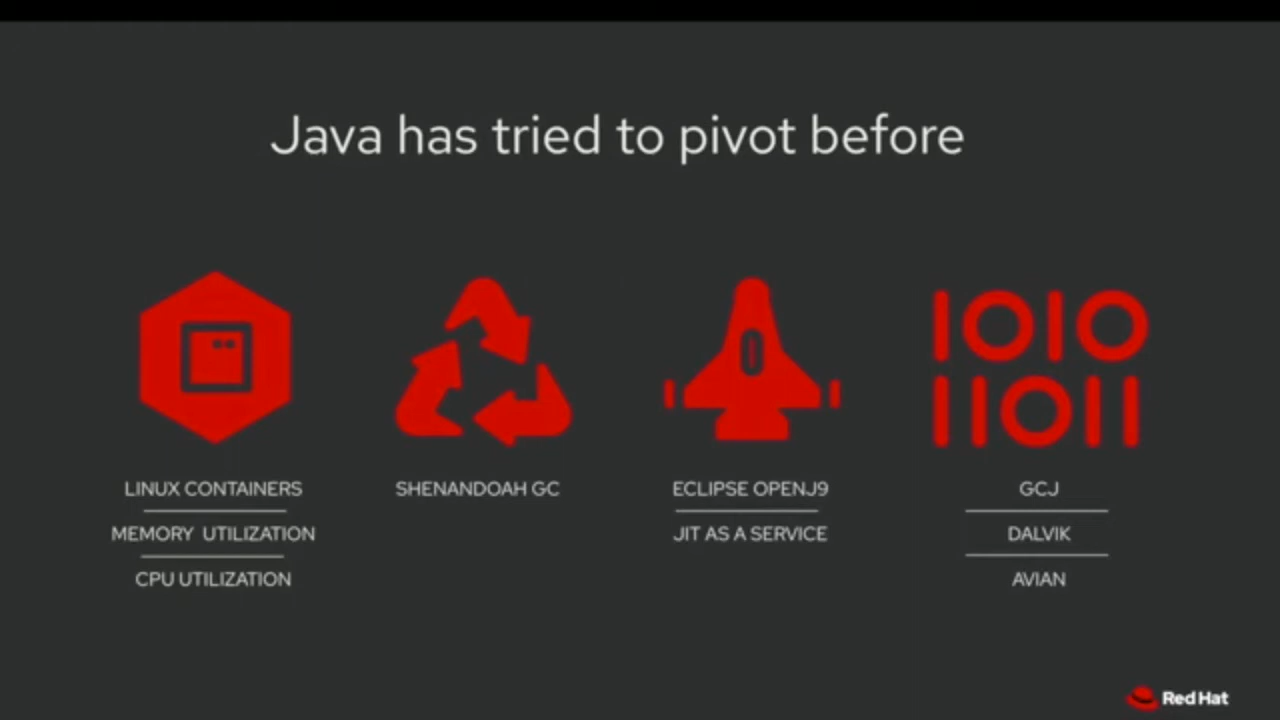 Java has tried to pivot before
1010
11011
LINUX CONTAINERS
MEMORY UTILIZATION
CPU UTILIZATION
SHENANDOAH GC
ECLIPSE OPENJ9
JIT AS A SERVICE
GCJ
DALVIK
AVIAN
Red Hat